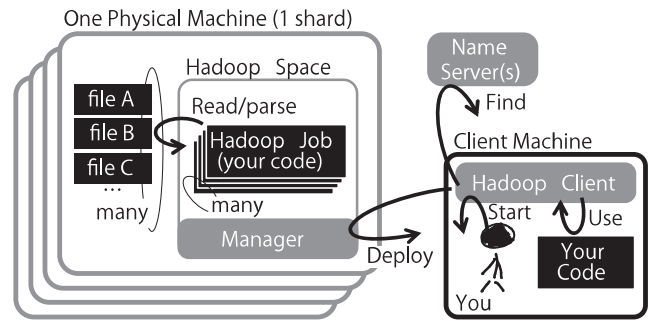 One Physical Machine (1 shard)
Hadoop Space
file A
file B
file C
...
many
Read/parse
Hadoop Job
(your code)
many
Manager
Deploy
Name
Server(s)
Find
Client Machine
Hadoop Client
Start
Use
Your
Code
You